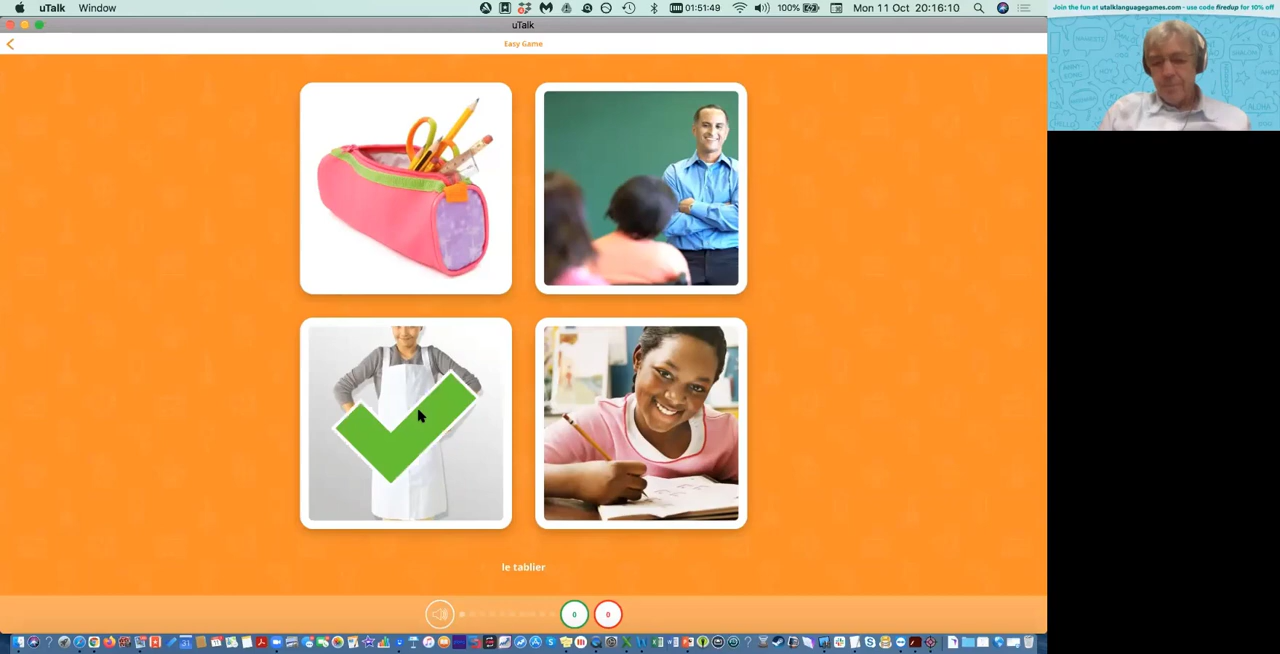 Join the fun at utalklanguagegames.com - use code firedup for 10% off
uTalk Window 01:51:49 100% Mon 11 Oct 20:16:10
uTalk
Easy Game
le tablier
0 0